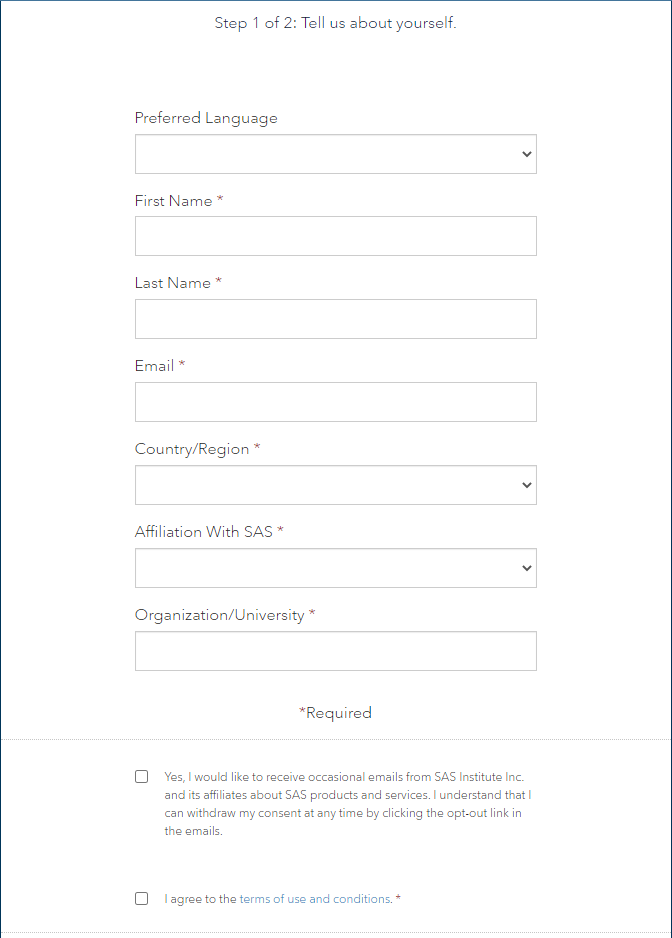 Step 1 of 2: Tell us about yourself.
Preferred Language
First Name *
Last Name *
Email *
Country/Region *
Affiliation With SAS *
Organization/University *
*Required
Yes, I would like to receive occasional emails from SAS Institute Inc.
and its affiliates about SAS products and services. I understand that I
can withdraw my consent at any time by clicking the opt-out link in
the emails.
I agree to the terms of use and conditions. *